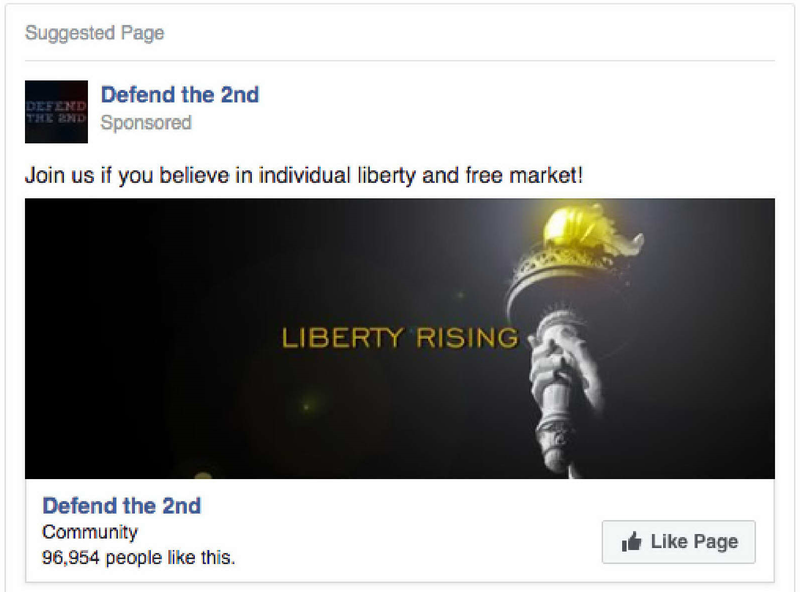 Suggested Page
DEFEND
THE 2ND
Defend the 2nd
Sponsored
Join us if you believe in individual liberty and free market!
LIBERTY RISING
Defend the 2nd
Community
96,954 people like this.
Like Page